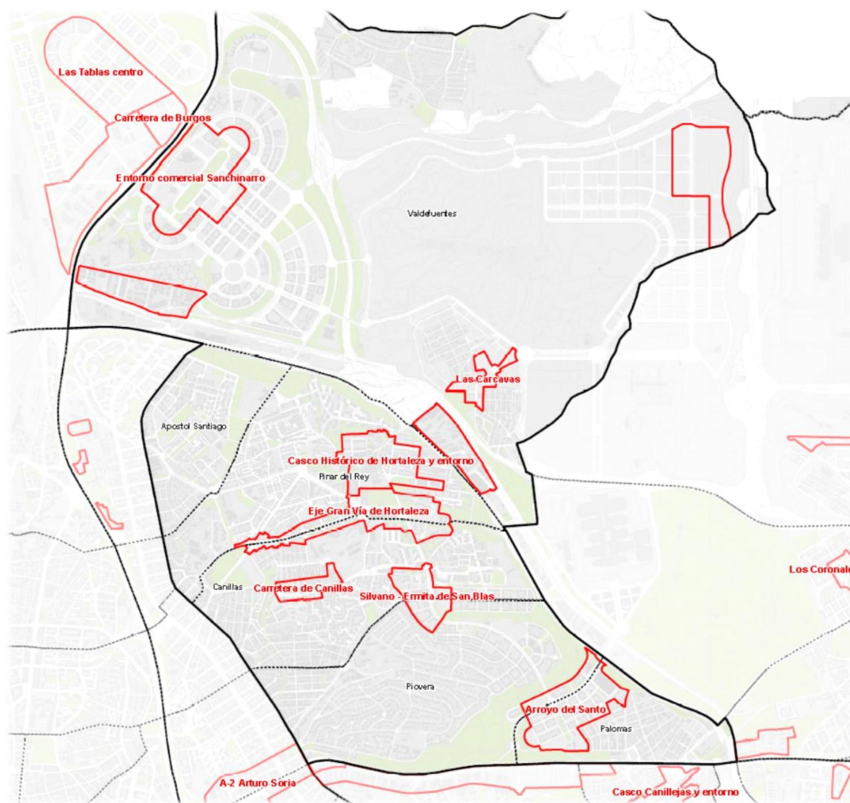 Las Tablas centro
Carretera de Burgos
Entorno comercial Sanchinarro
Valdefuentes
Las Carcavas
Apostol Santiago
Casco Histórico de Hortaleza y entorno
Pinar del Rey
Eje Gran Vía de Hortaleza
Los Coronale
Canillas
Carretera de Canillas
Silvano - Ermita de San Blas
Piovera
Arroyo del Santo
Palomas
A-2 Arturo Soria
Casco Canillejas y entorno